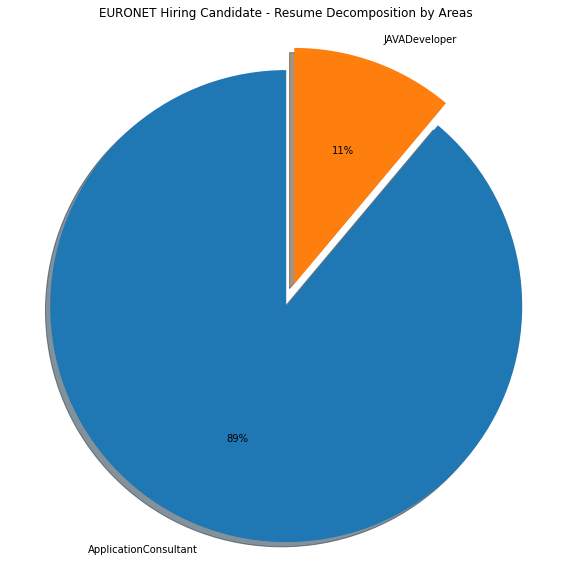 EURONET Hiring Candidate - Resume Decomposition by Areas
JAVADeveloper
11%
89%
ApplicationConsultant